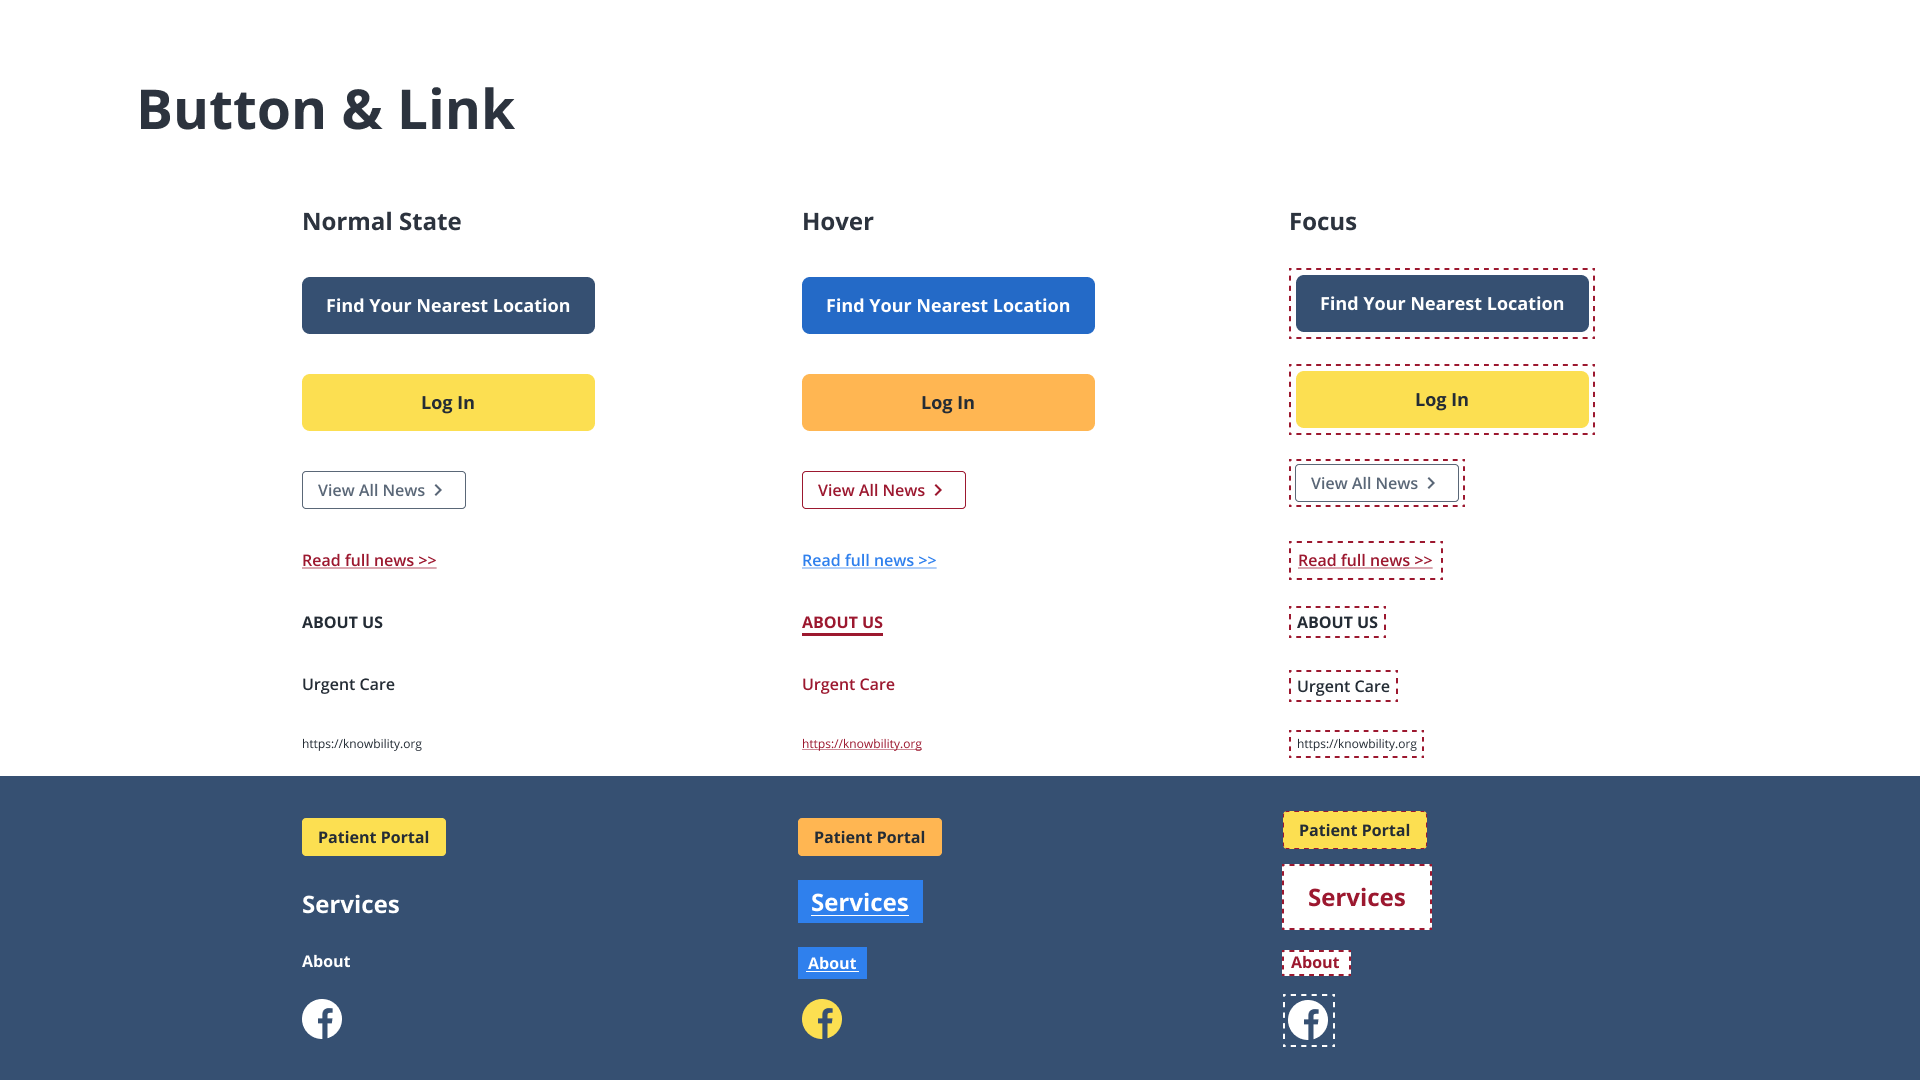 Button & Link
Normal State
Hover
Focus
Find Your Nearest Location
Find Your Nearest Location
Find Your Nearest Location
Log In
Log In
Log In
View All News
View All News
View All News
Read full news >>
Read full news >>
Read full news >>
ABOUT US
ABOUT US
ABOUT US
Urgent Care
Urgent Care
Urgent Care
https://knowbility.org
https://knowbility.org
https://knowbility.org
Patient Portal
Patient Portal
Patient Portal
Services
Services
Services
About
About
About